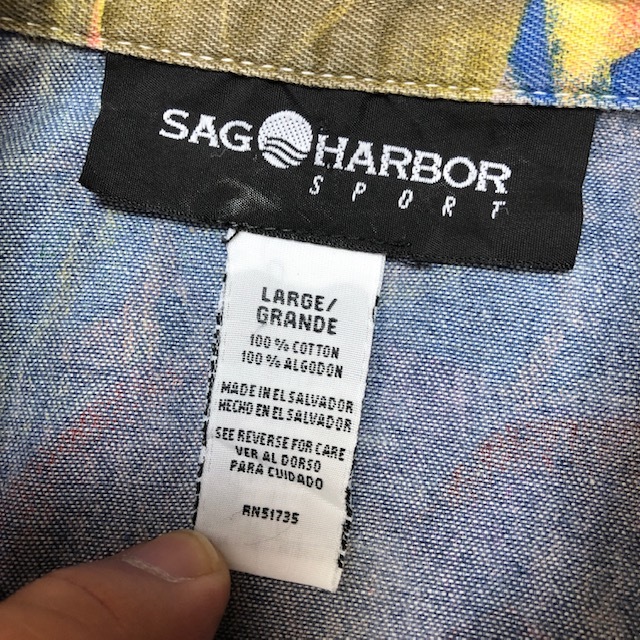 SAG HARBOR
SPORT
LARGE/
GRANDE
100 % COTTON
100 % ALGODON
MADE IN EL SALVADOR
HECHO EN EL SALVADOR
SEE REVERSE FOR CARE
VER AL DORSO
PARA CUIDADO
RN51735